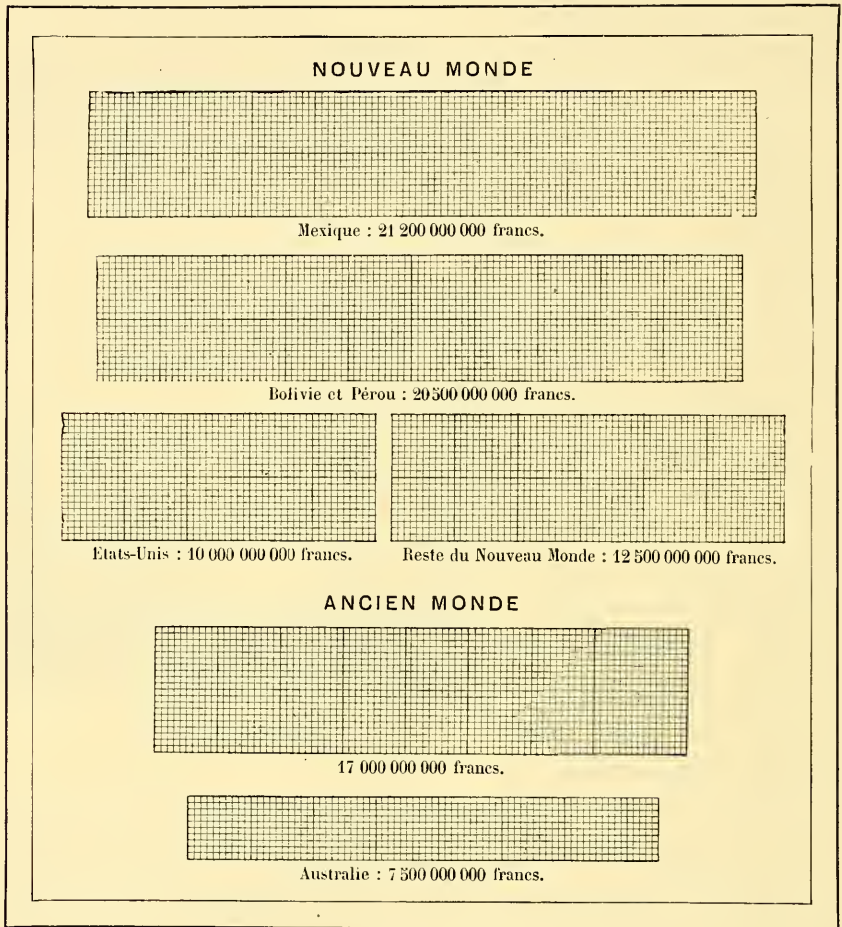 NOUVEAU MONDE
Mexique : 21 200 000 000 francs.
Bolivie et Pérou : 20 500 000 000 francs.
Etats-Unis : 10 000 000 000 francs.
Reste du Nouveau Monde : 12 500 000 000 francs.
ANCIEN MONDE
17 000 000 000 francs.
Australie : 7 500 000 000 francs.